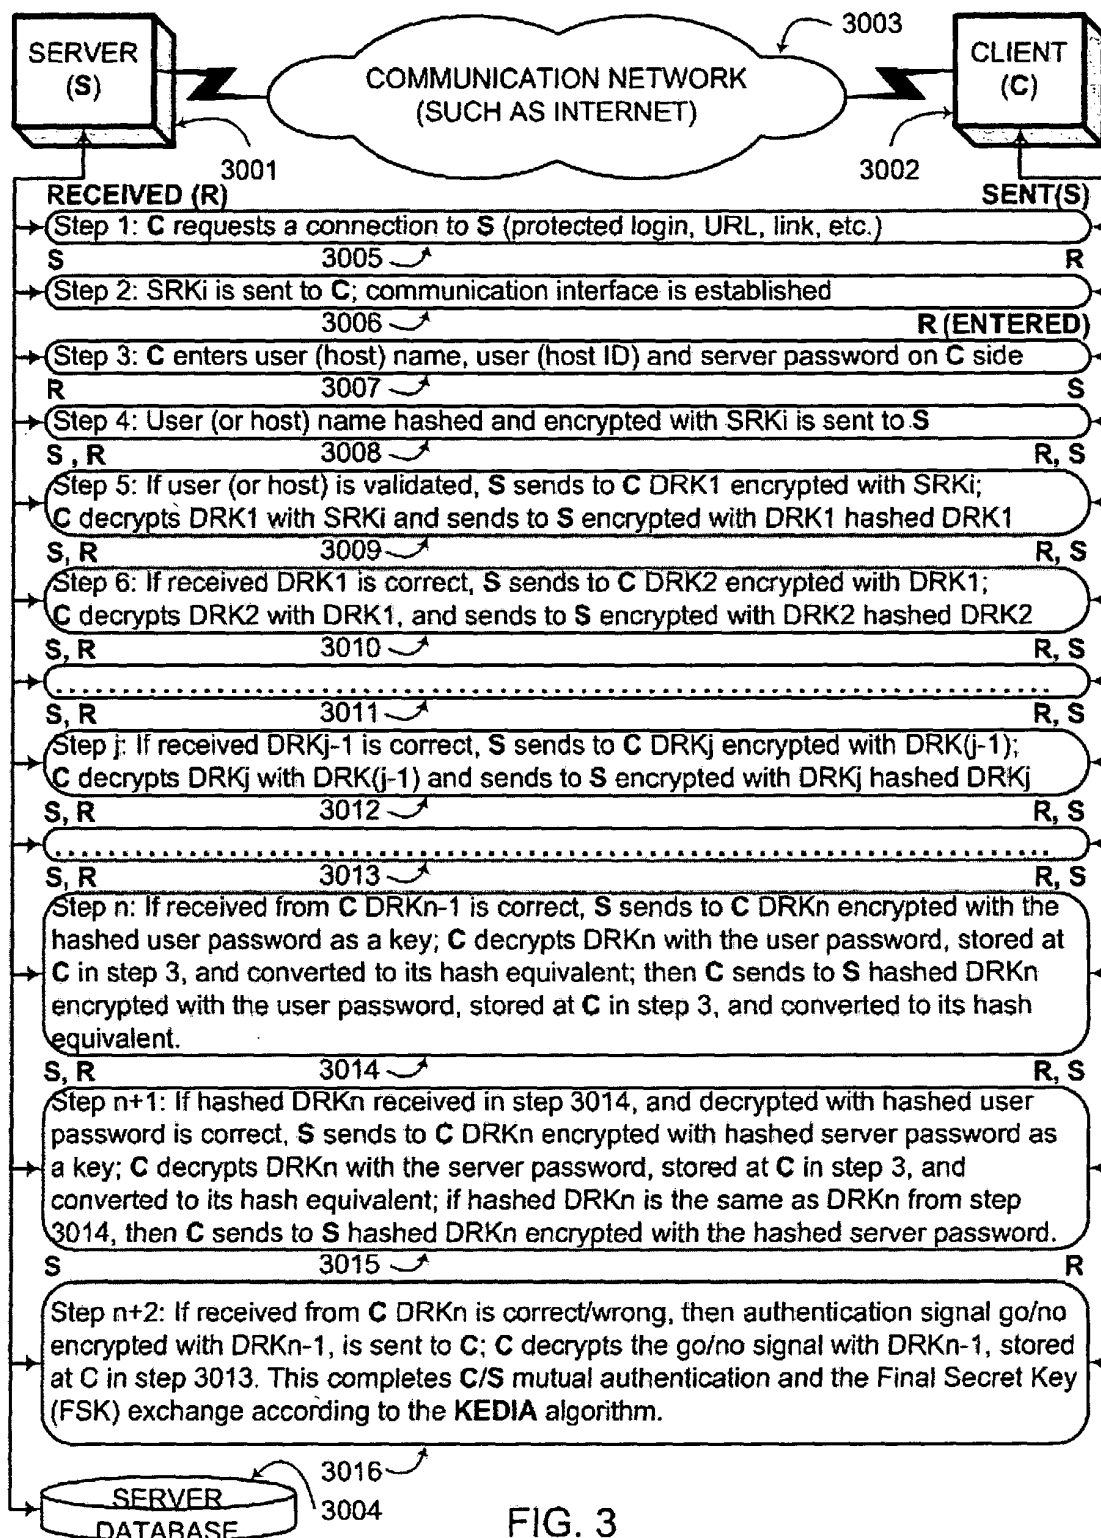 SERVER
(S)
COMMUNICATION NETWORK
(SUCH AS INTERNET)
3003
CLIENT
(C)
3001
3002
RECEIVED (R)
SENT(S)
Step 1: C requests a connection to S (protected login, URL, link, etc.)
S
3005
R
Step 2: SRKi is sent to C; communication interface is established
3006
R (ENTERED)
Step 3: C enters user (host) name, user (host ID) and server password on C side
R
3007
S
Step 4: User (or host) name hashed and encrypted with SRKi is sent to S
S , R
3008
R, S
Step 5: If user (or host) is validated, S sends to C DRK1 encrypted with SRKi;
C decrypts DRK1 with SRKi and sends to S encrypted with DRK1 hashed DRK1
S, R
3009
R, S
Step 6: If received DRK1 is correct, S sends to C DRK2 encrypted with DRK1;
C decrypts DRK2 with DRK1, and sends to S encrypted with DRK2 hashed DRK2
S, R
3010
R, S
S, R
3011
R, S
Step j: If received DRKj-1 is correct, S sends to C DRKj encrypted with DRK(j-1);
C decrypts DRKj with DRK(j-1) and sends to S encrypted with DRKj hashed DRKj
S, R
3012
R, S
S, R
3013
R, S
Step n: If received from C DRKn-1 is correct, S sends to C DRKn encrypted with the
hashed user password as a key; C decrypts DRKn with the user password, stored at
C in step 3, and converted to its hash equivalent; then C sends to S hashed DRKn
encrypted with the user password, stored at C in step 3, and converted to its hash
equivalent.
S, R
3014
R, S
Step n+1: If hashed DRKn received in step 3014, and decrypted with hashed user
password is correct, S sends to C DRKn encrypted with hashed server password as
a key; C decrypts DRKn with the server password, stored at C in step 3, and
converted to its hash equivalent; if hashed DRKn is the same as DRKn from step
3014, then C sends to S hashed DRKn encrypted with the hashed server password.
S
3015
R
Step n+2: If received from C DRKn is correct/wrong, then authentication signal go/no
encrypted with DRKn-1, is sent to C; C decrypts the go/no signal with DRKn-1, stored
at C in step 3013. This completes C/S mutual authentication and the Final Secret Key
(FSK) exchange according to the KEDIA algorithm.
3016
SERVER
DATABASE
3004
FIG. 3